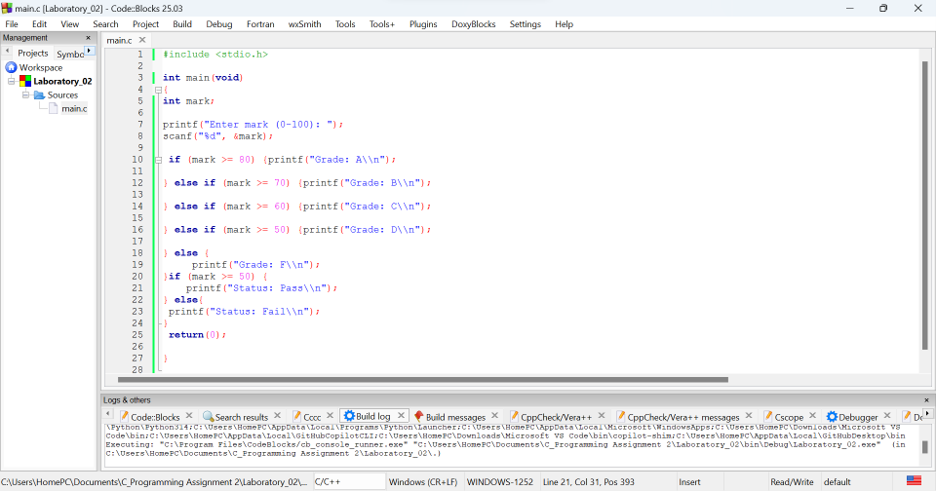 main.c [Laboratory_02] - Code::Blocks 25.03
File Edit View Search Project Build Debug Fortran wxSmith Tools Tools+ Plugins DoxyBlocks Settings Help
Management
Projects Symbo
Workspace
Laboratory_02
Sources
main.c
main.c
1 #include <stdio.h>
2
3 int main(void)
4 {
5 int mark;
6
7 printf("Enter mark (0-100): ");
8 scanf("%d", &mark);
9
10 if (mark >= 80) {printf("Grade: A\\n");
11
12 } else if (mark >= 70) {printf("Grade: B\\n");
13
14 } else if (mark >= 60) {printf("Grade: C\\n");
15
16 } else if (mark >= 50) {printf("Grade: D\\n");
17
18 } else {
19 printf("Grade: F\\n");
20 }if (mark >= 50) {
21 printf("Status: Pass\\n");
22 } else{
23 printf("Status: Fail\\n");
24 }
25 return(0);
26
27 }
28
Logs & others
Code::Blocks Search results Cccc Build log Build messages CppCheck/Vera++ CppCheck/Vera++ messages Cscope Debugger Do
\Python\Python314;C:\Users\HomePC\AppData\Local\Programs\Python\Launcher;C:\Users\HomePC\AppData\Local\Microsoft\WindowsApps;C:\Users\HomePC\Downloads\Microsoft VS
Code\bin;C:\Users\HomePC\AppData\Local\GitHubCopilotCLI;C:\Users\HomePC\Downloads\Microsoft VS Code\bin\copilot-shim;C:\Users\HomePC\AppData\Local\GitHubDesktop\bin
Executing: "C:\Program Files\CodeBlocks/cb_console_runner.exe" "C:\Users\HomePC\Documents\C_Programming Assignment 2\Laboratory_02\bin\Debug\Laboratory_02.exe" (in
C:\Users\HomePC\Documents\C_Programming Assignment 2\Laboratory_02\.)
C:\Users\HomePC\Documents\C_Programming Assignment 2\Laboratory_02\... C/C++ Windows (CR+LF) WINDOWS-1252 Line 21, Col 31, Pos 393 Insert Read/Write default